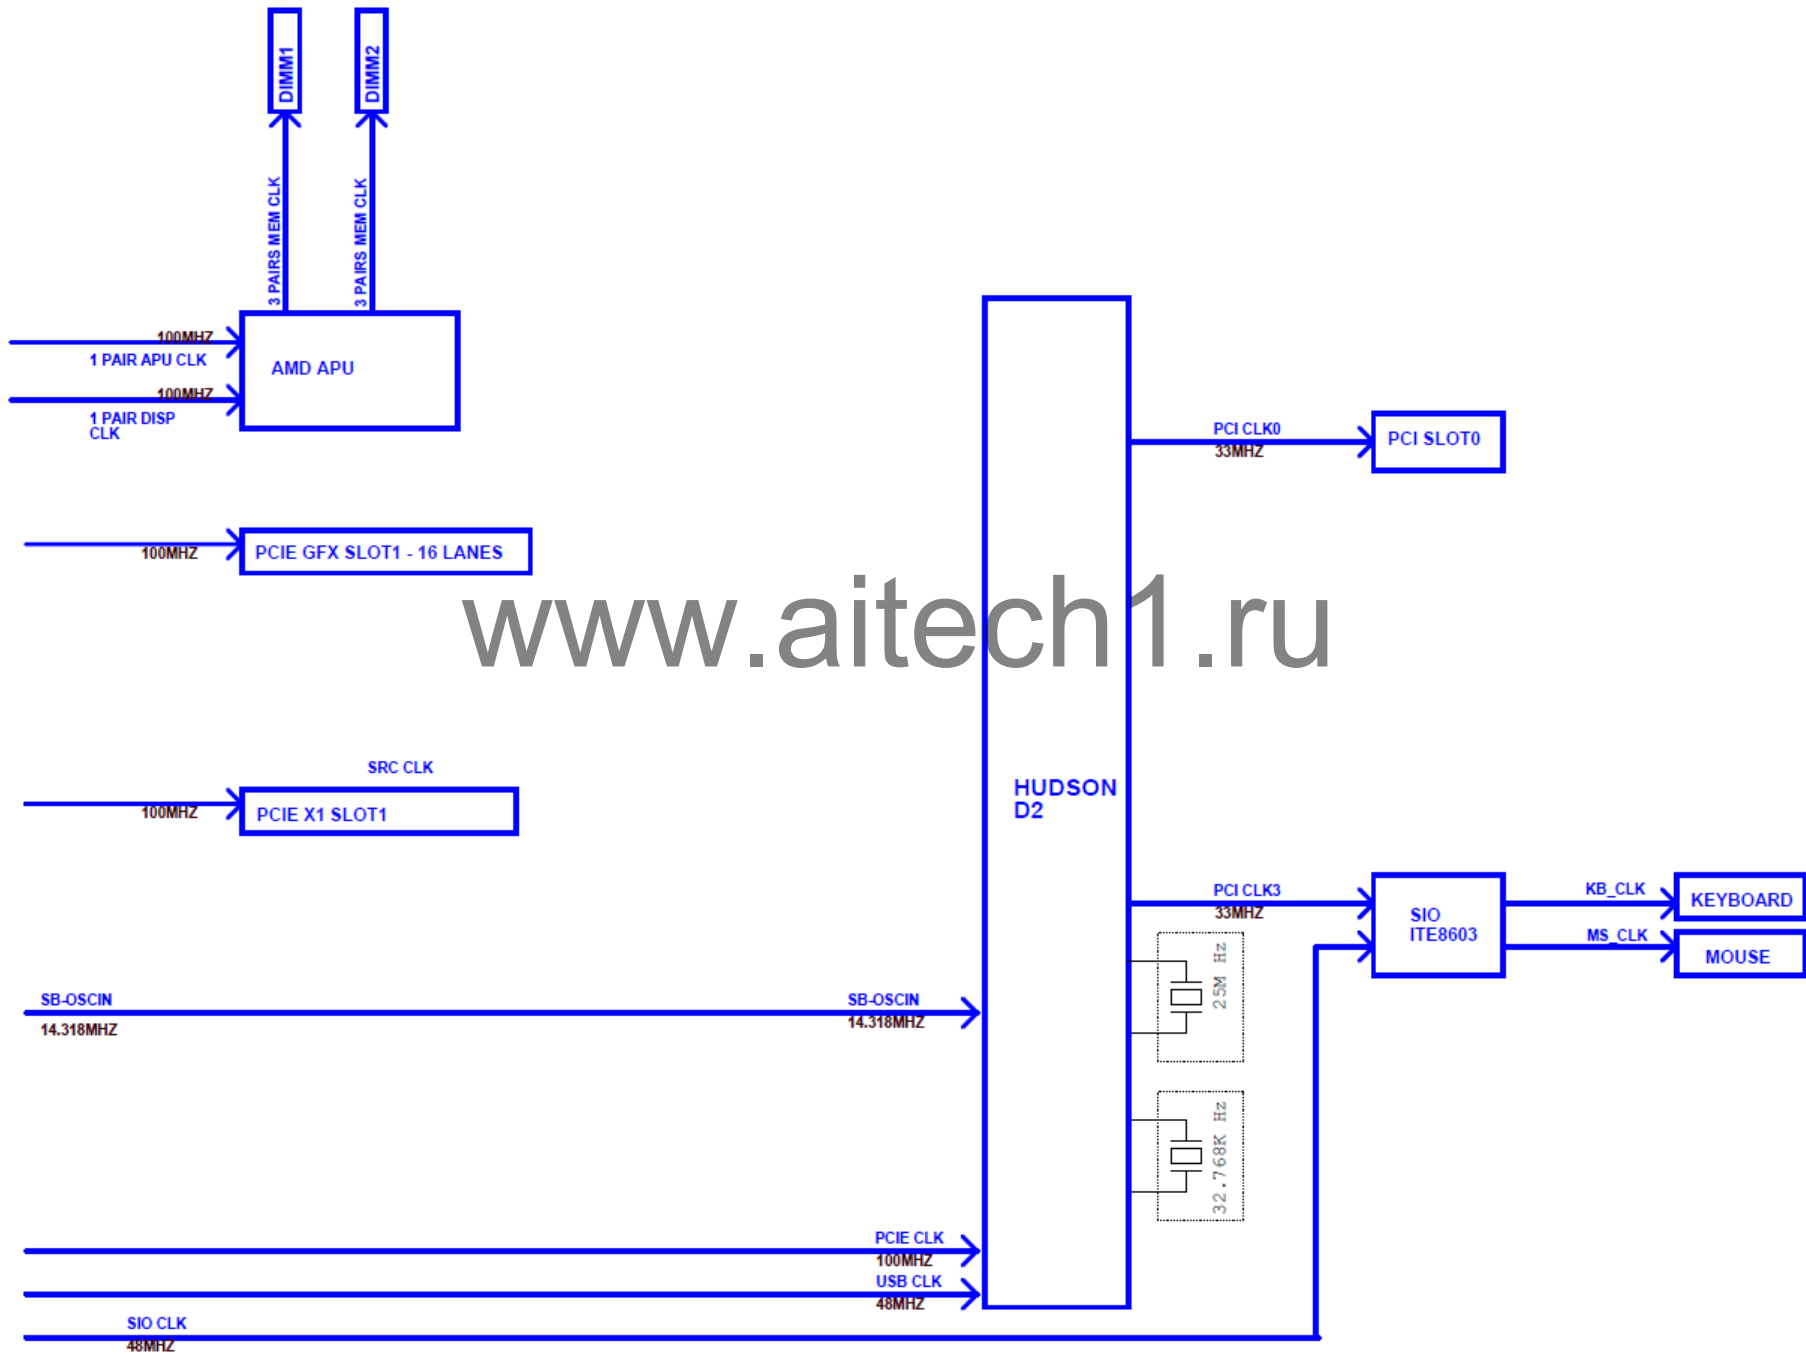 DIMM1
DIMM2
3 PAIRS MEM CLK
3 PAIRS MEM CLK
100MHZ
1 PAIR APU CLK
AMD APU
100MHZ
1 PAIR DISP
CLK
PCI CLK0
33MHZ
PCI SLOT0
100MHZ
PCIE GFX SLOT1 - 16 LANES
www.aitech1.ru
SRC CLK
100MHZ
PCIE X1 SLOT1
HUDSON
D2
PCI CLK3
33MHZ
SIO
ITE8603
KB_CLK
KEYBOARD
MS_CLK
MOUSE
25M Hz
SB-OSCIN
14.318MHZ
SB-OSCIN
14.318MHZ
32.768K Hz
PCIE CLK
100MHZ
USB CLK
48MHZ
SIO CLK
48MHZ